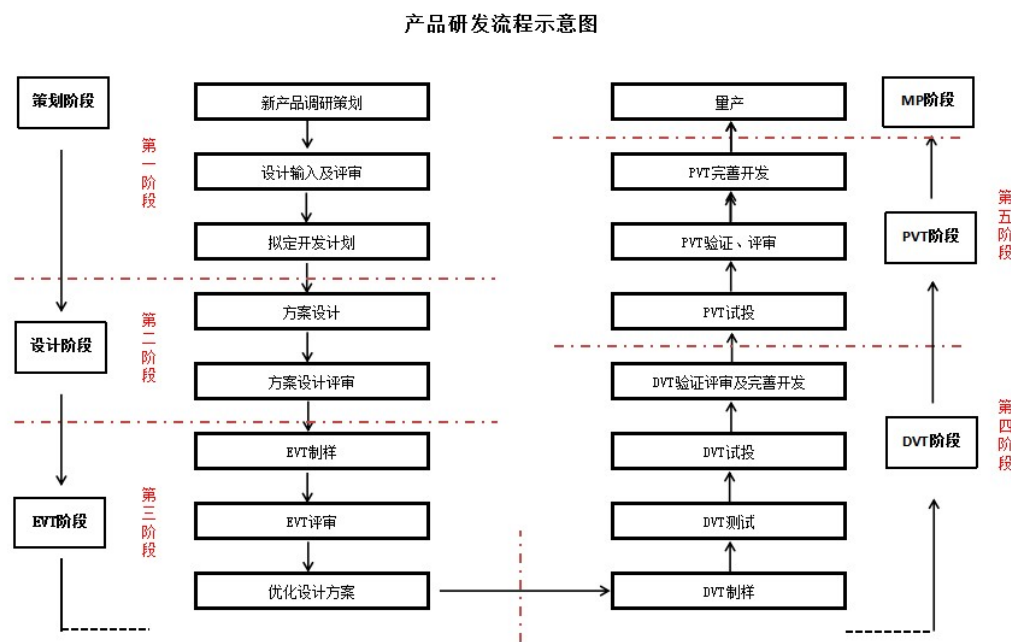 产品研发流程示意图
策划阶段
第一阶段
设计阶段
第二阶段
EVT阶段
第三阶段
新产品调研策划
设计输入及评审
拟定开发计划
方案设计
方案设计评审
EVT制样
EVT评审
优化设计方案
量产
PVT完善开发
PVT验证、评审
PVT试投
DVT验证评审及完善开发
DVT试投
DVT测试
DVT制样
MP阶段
第五阶段
PVT阶段
第四阶段
DVT阶段